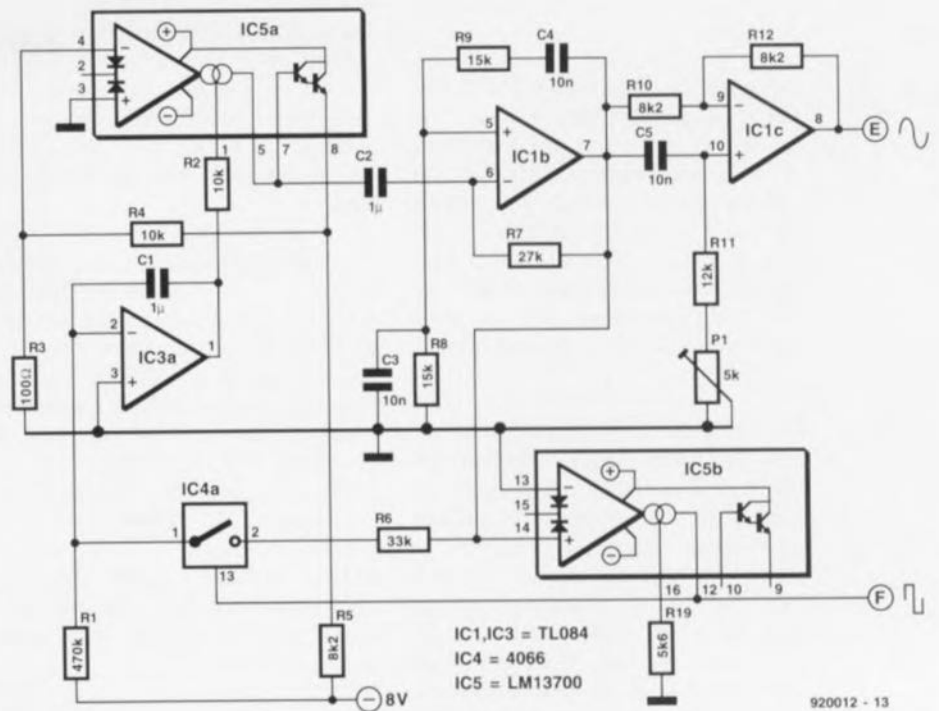 IC5a
4
2
3
1
5
7
8
R2
10k
C2
1µ
R4
10k
C1
1µ
2
3
1
IC3a
R3
100Ω
R9
15k
C4
10n
5
6
7
IC1b
R7
27k
R10
8k2
C5
10n
R12
8k2
9
10
8
IC1c
E
R11
12k
P1
5k
C3
10n
R8
15k
IC4a
1
2
13
R6
33k
IC5b
13
15
14
16
12
10
9
F
R1
470k
R5
8k2
8V
R19
5k6
IC1,IC3 = TL084
IC4 = 4066
IC5 = LM13700
920012 - 13